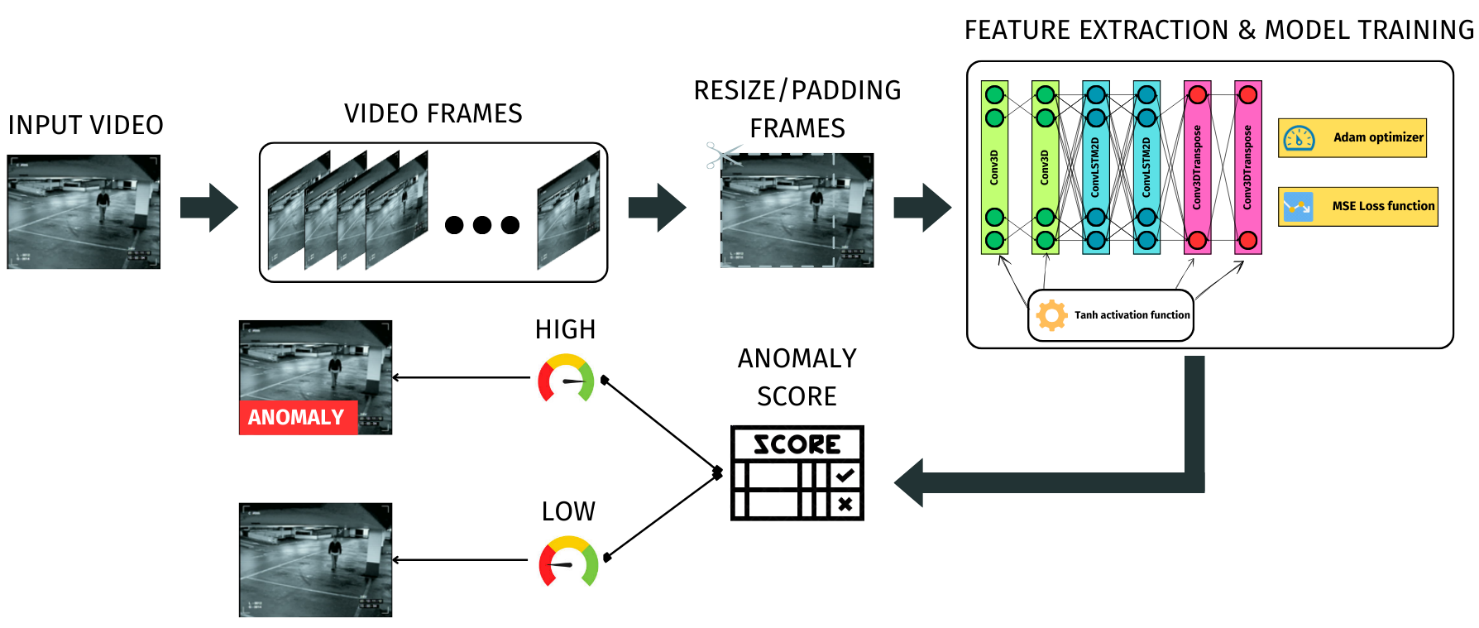 FEATURE EXTRACTION & MODEL TRAINING
INPUT VIDEO
VIDEO FRAMES
RESIZE/PADDING
FRAMES
Conv3D
Conv3D
ConvLSTM2D
ConvLSTM2D
Conv3DTranspose
Conv3DTranspose
Adam optimizer
MSE Loss function
Tanh activation function
HIGH
ANOMALY
SCORE
ANOMALY
SCORE
LOW